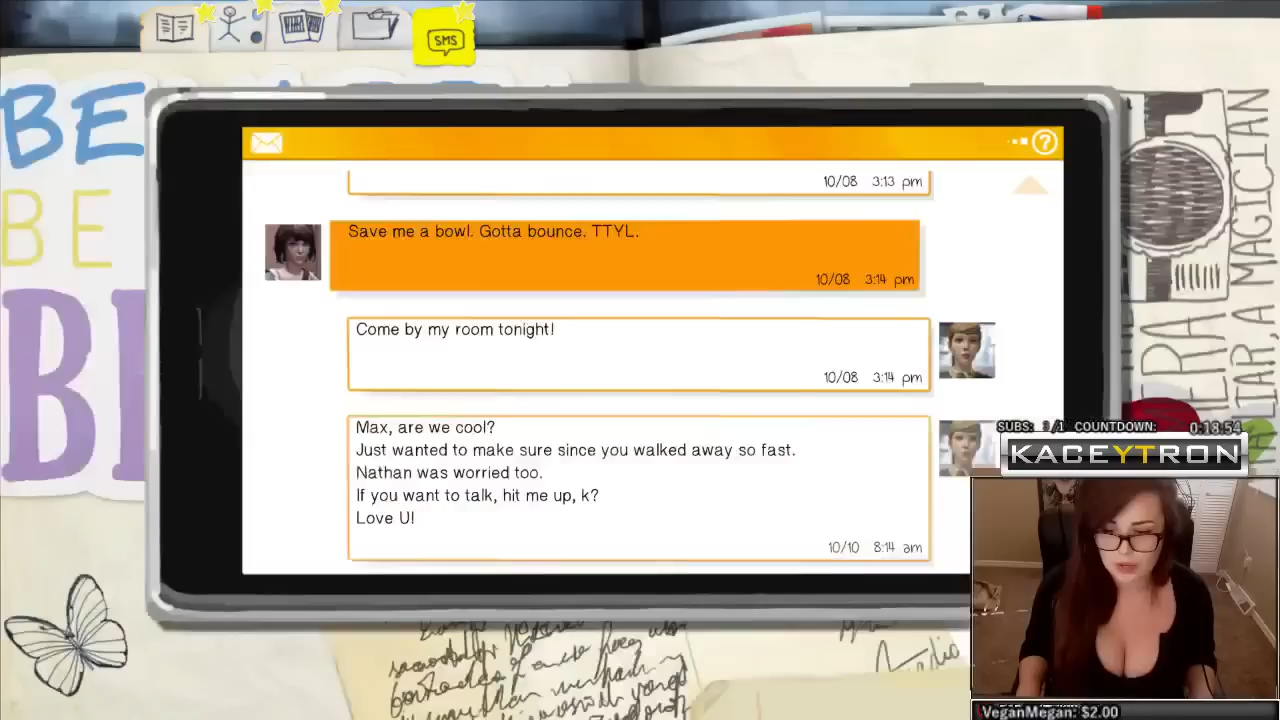 SMS
BE
BE
10/08 3:13 pm
Save me a bowl. Gotta bounce. TTYL.
10/08 3:14 pm
Come by my room tonight!
10/08 3:14 pm
Max, are we cool?
Just wanted to make sure since you walked away so fast.
Nathan was worried too.
If you want to talk, hit me up, k?
Love U!
10/10 8:14 am
?
A MAGICIAN
SUBS: 3/1 COUNTDOWN: 0:18:54
KACEYTRON
VeganMegan: $2.00